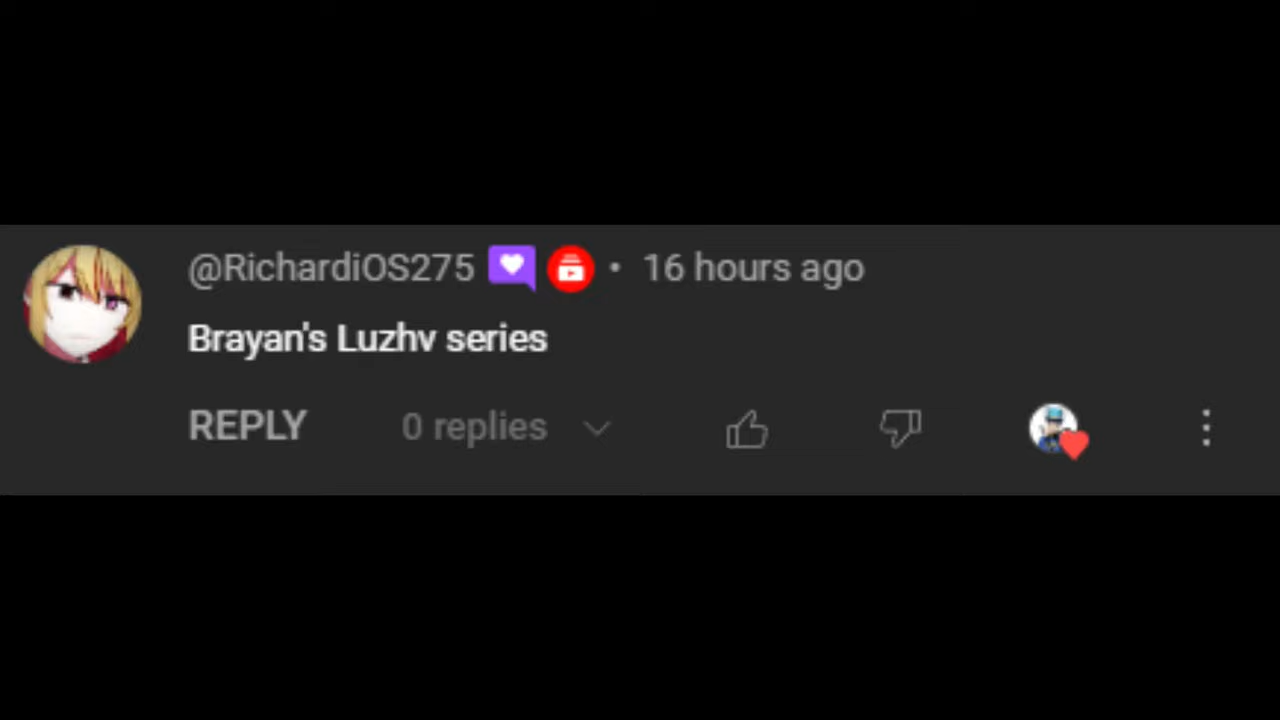 @RichardiOS275 • 16 hours ago
Brayan's Luzhv series
REPLY 0 replies